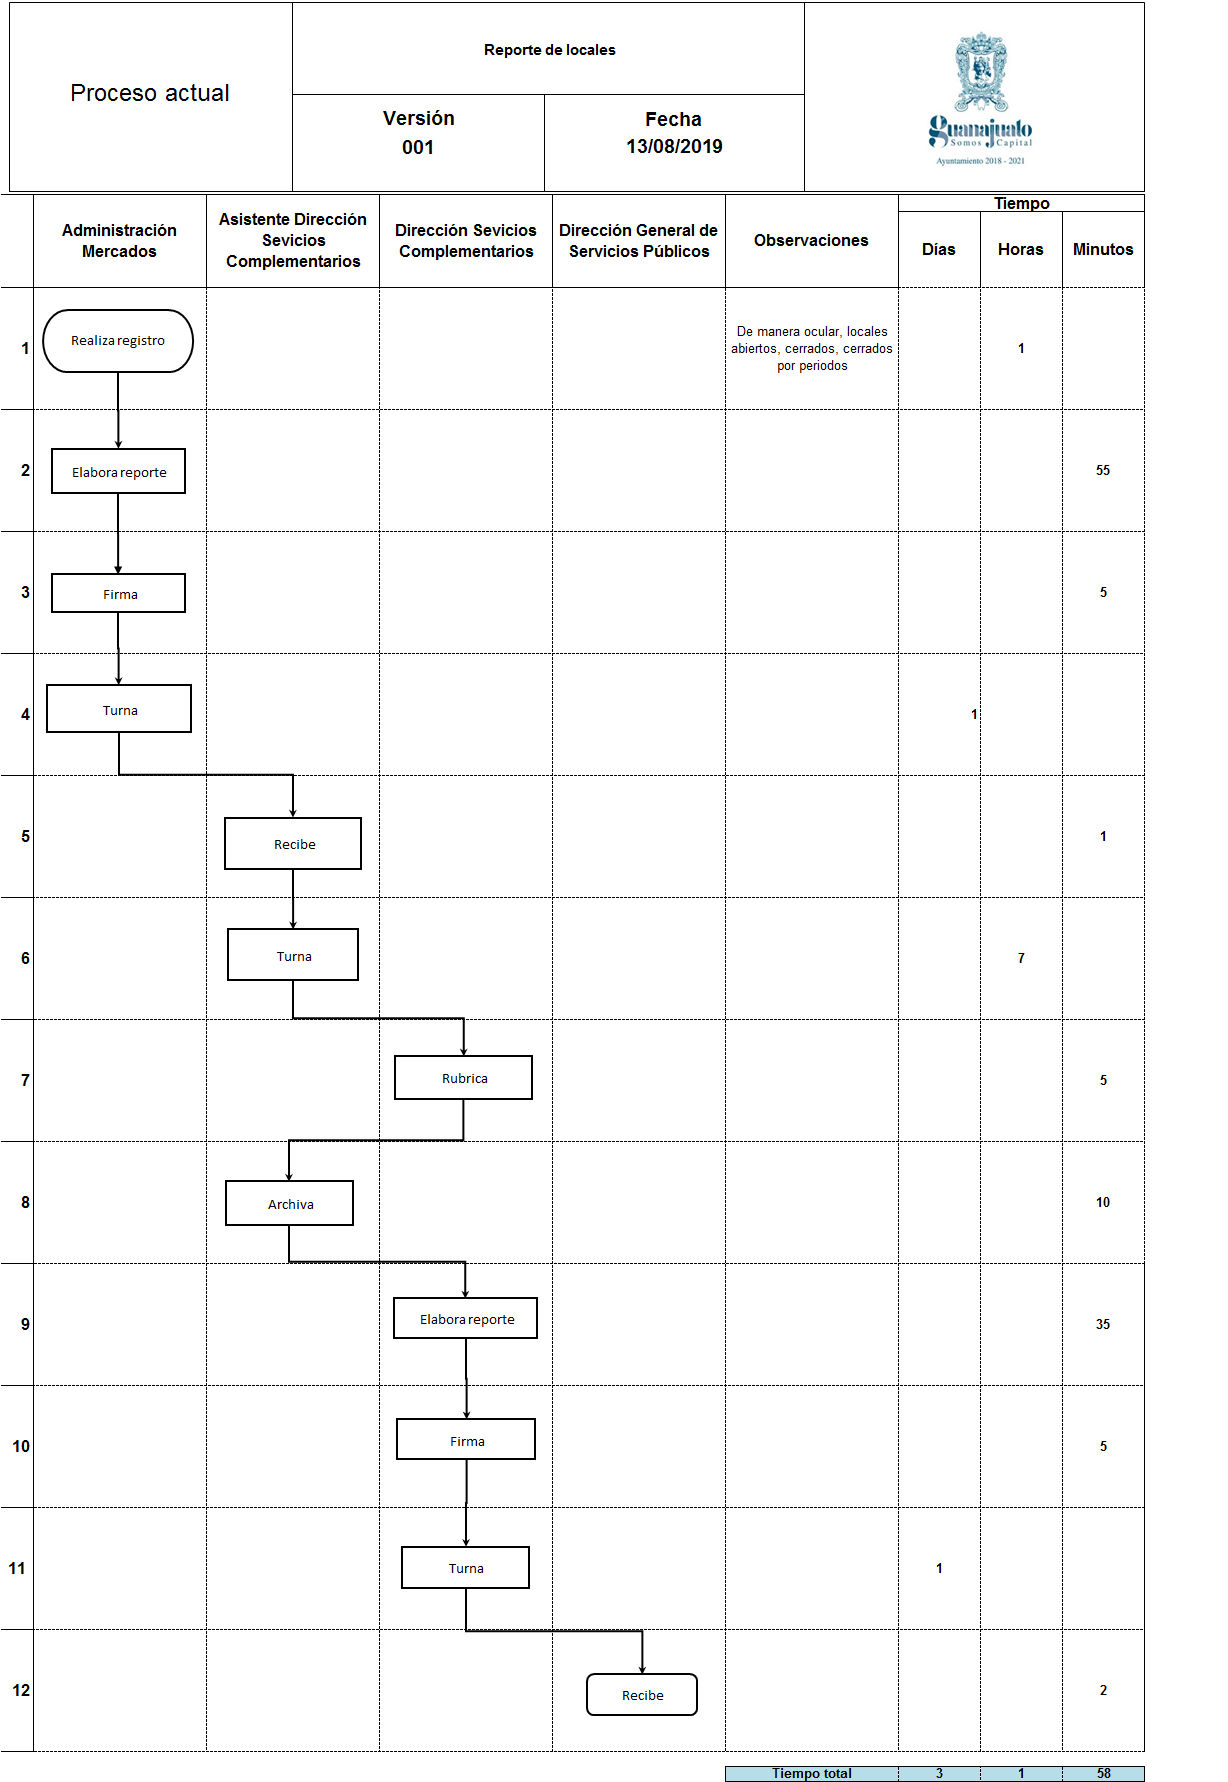 Proceso actual
Reporte de locales
Versión
001
Fecha
13/08/2019
guanajuato
Somos Capital
Ayuntamiento 2018 - 2021
Administración
Mercados
Asistente Dirección
Sevicios
Complementarios
Dirección Sevicios
Complementarios
Dirección General de
Servicios Públicos
Observaciones
Tiempo
Días
Horas
Minutos
1
Realiza registro
De manera ocular, locales
abiertos, cerrados, cerrados
por periodos
1
2
Elabora reporte
55
3
Firma
5
4
Turna
1
5
Recibe
1
6
Turna
7
7
Rubrica
5
8
Archiva
10
9
Elabora reporte
35
10
Firma
5
11
Turna
1
12
Recibe
2
Tiempo total
3
1
58